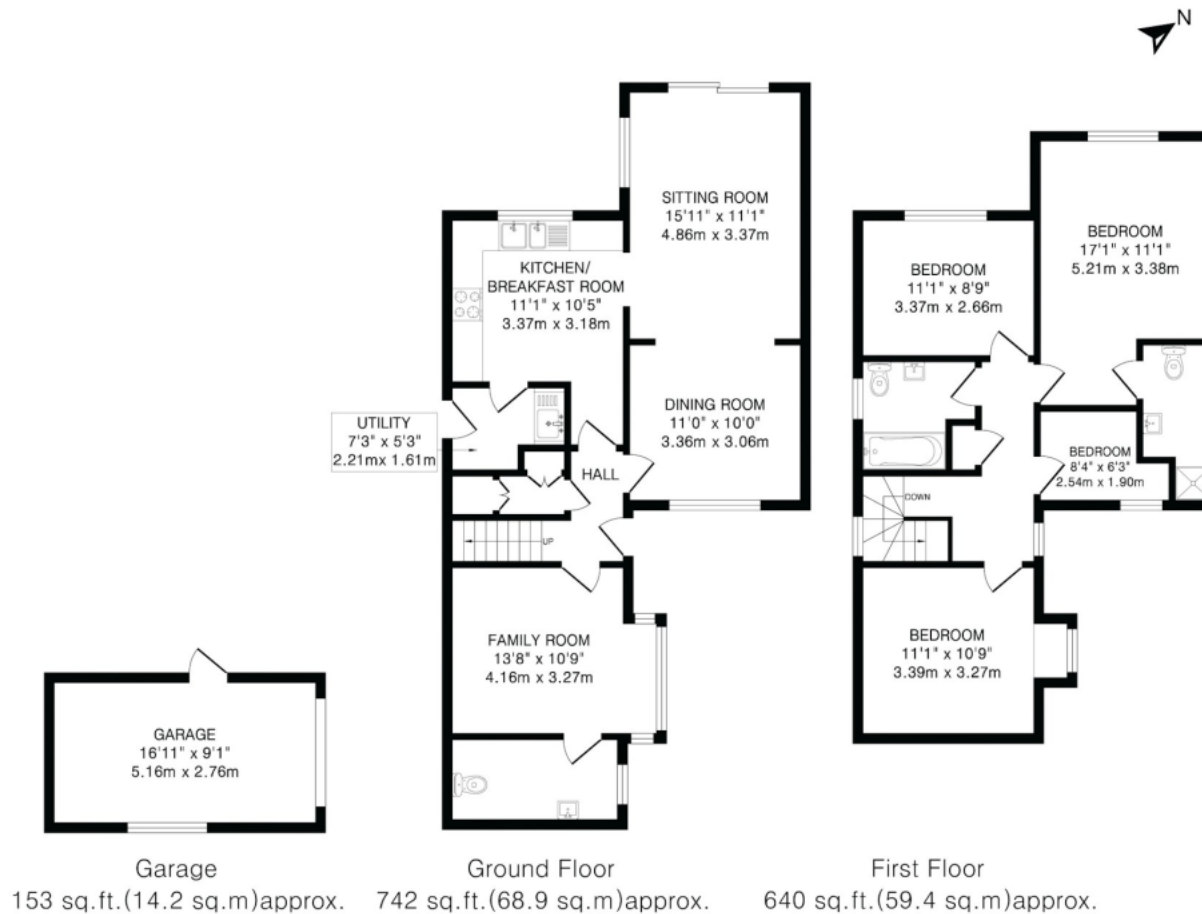 N
SITTING ROOM
15'11" x 11'1"
4.86m x 3.37m
KITCHEN/
BREAKFAST ROOM
11'1" x 10'5"
3.37m x 3.18m
DINING ROOM
11'0" x 10'0"
3.36m x 3.06m
UTILITY
7'3" x 5'3"
2.21mx 1.61m
HALL
UP
FAMILY ROOM
13'8" x 10'9"
4.16m x 3.27m
BEDROOM
17'1" x 11'1"
5.21m x 3.38m
BEDROOM
11'1" x 8'9"
3.37m x 2.66m
BEDROOM
8'4" x 6'3"
2.54m x 1.90m
DOWN
BEDROOM
11'1" x 10'9"
3.39m x 3.27m
GARAGE
16'11" x 9'1"
5.16m x 2.76m
Garage
153 sq.ft.(14.2 sq.m)approx.
Ground Floor
742 sq.ft.(68.9 sq.m)approx.
First Floor
640 sq.ft.(59.4 sq.m)approx.